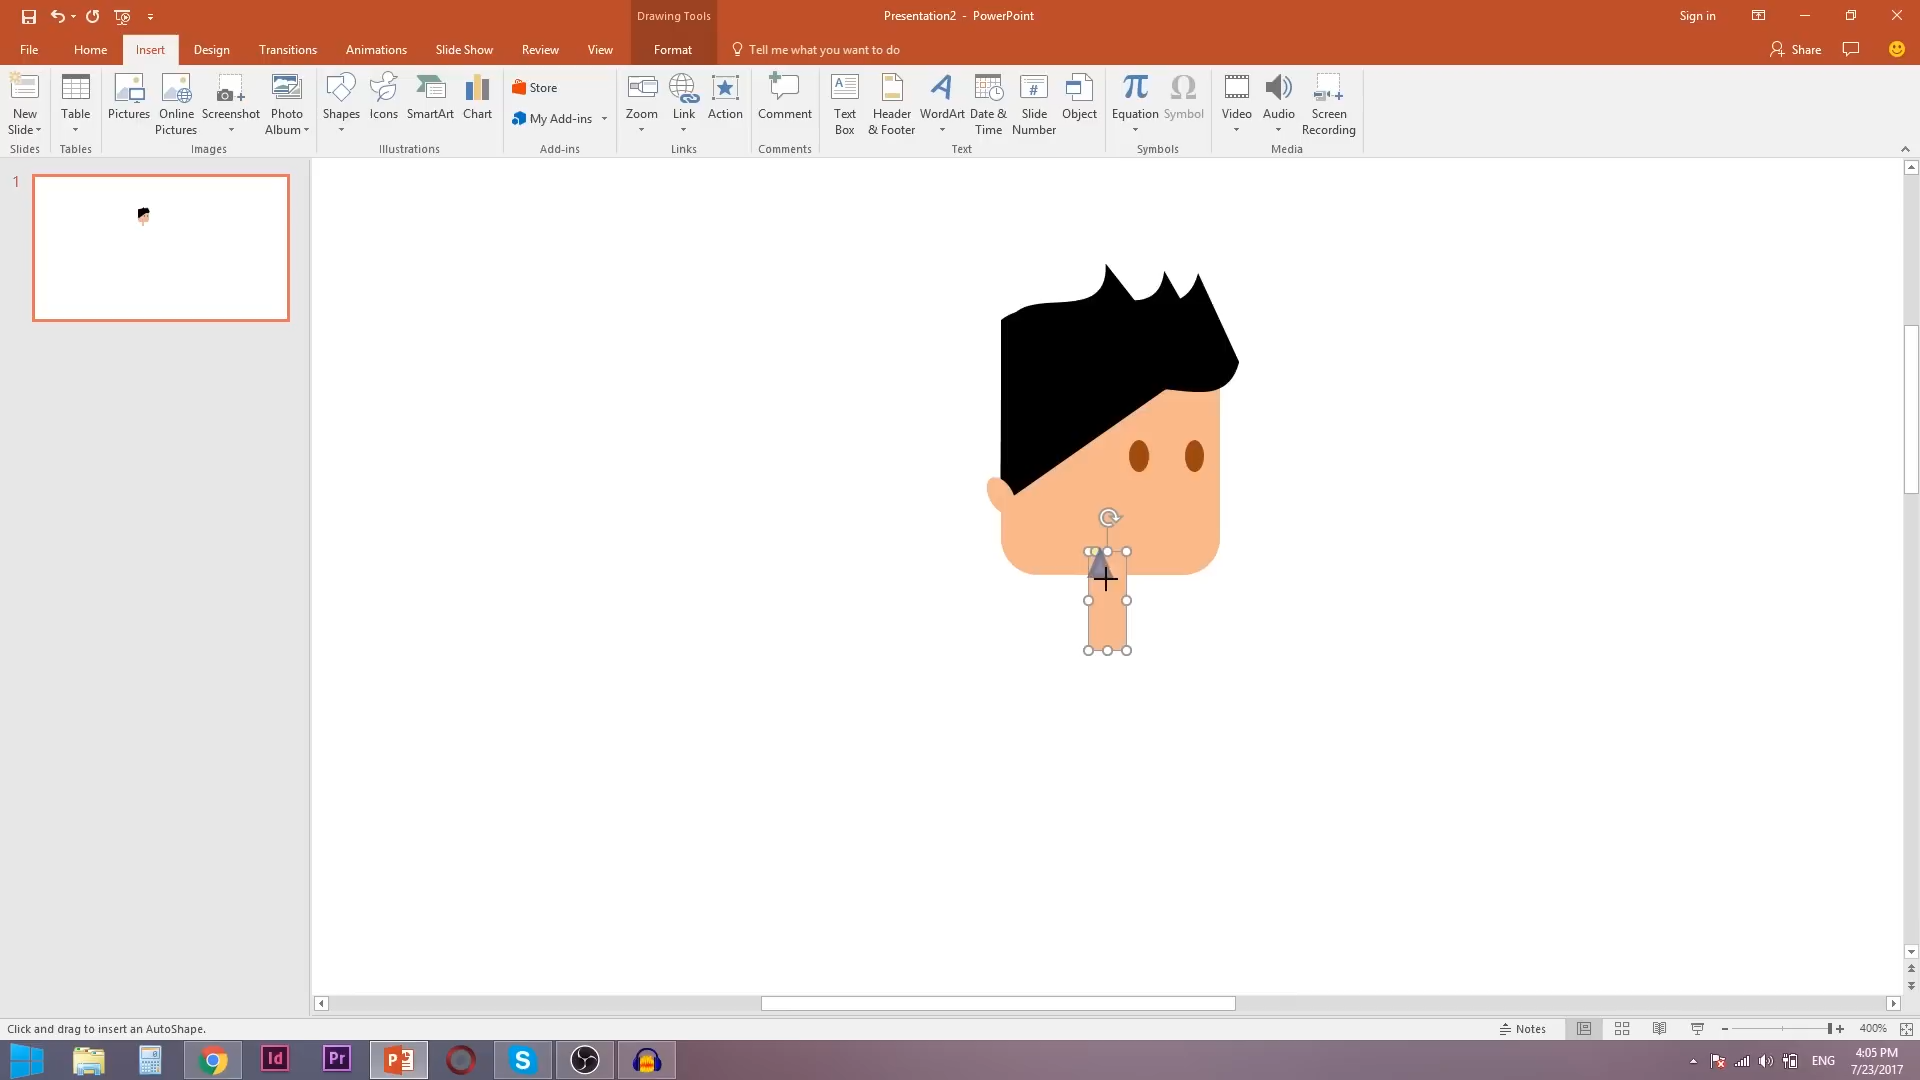 Drawing Tools
Presentation2 - PowerPoint
Sign in
File
Home
Insert
Design
Transitions
Animations
Slide Show
Review
View
Format
Tell me what you want to do
Share
New
Slide
Table
Pictures
Online
Pictures
Screenshot
Photo
Album
Shapes
Icons
SmartArt
Chart
Store
My Add-ins
Zoom
Link
Action
Comment
Text
Box
Header
& Footer
WordArt
Date &
Time
Slide
Number
Object
Equation
Symbol
Video
Audio
Screen
Recording
Slides
Tables
Images
Illustrations
Add-ins
Links
Comments
Text
Symbols
Media
1
Click and drag to insert an AutoShape.
Notes
400%
Id
Pr
ENG
4:05 PM
7/23/2017